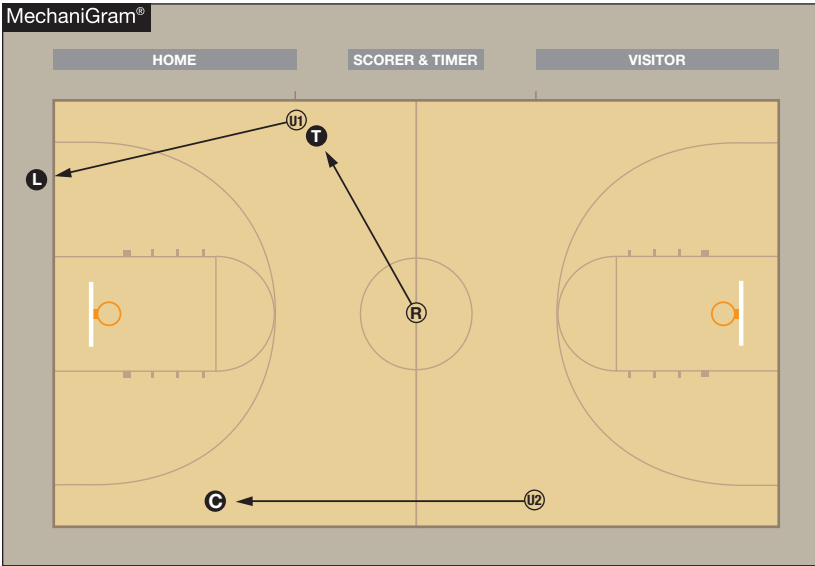 MechaniGram®
HOME
SCORER & TIMER
VISITOR
U1
T
L
R
C
U2